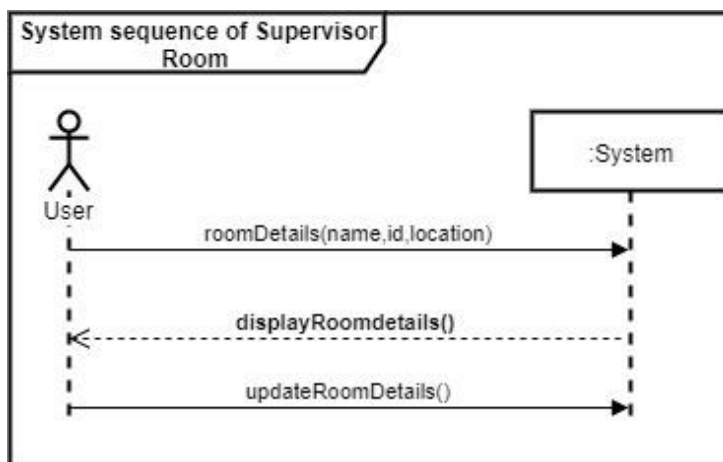 System sequence of Supervisor
Room
:System
User
roomDetails(name,id,location)
displayRoomdetails()
updateRoomDetails()